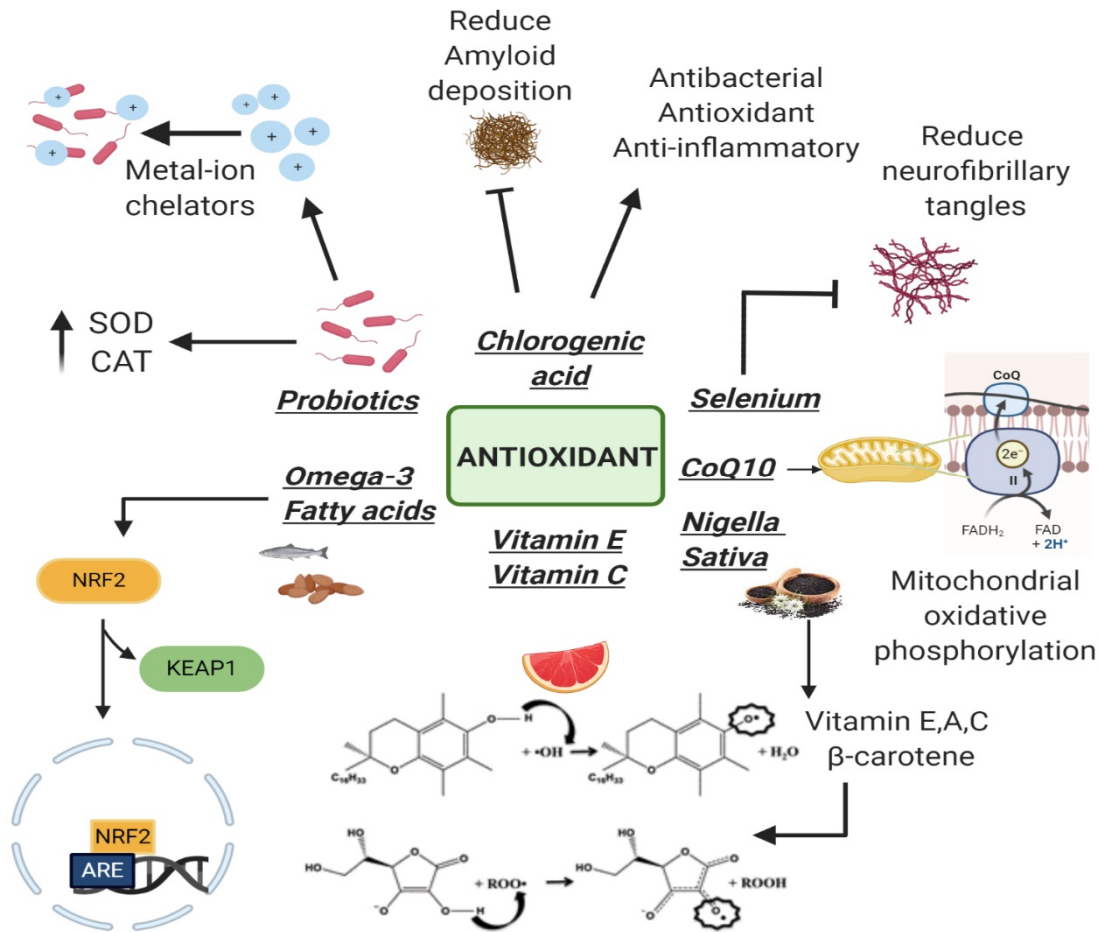 Reduce
Amyloid
deposition
Antibacterial
Antioxidant
Anti-inflammatory
Reduce
neurofibrillary
tangles
+
+
+
+
+
+
+
+
Metal-ion
chelators
SOD
CAT
Probiotics
Chlorogenic
acid
Selenium
CoQ
2e⁻
II
FADH₂
FAD
+ 2H⁺
ANTIOXIDANT
CoQ10
Omega-3
Fatty acids
Vitamin E
Vitamin C
Nigella
Sativa
Mitochondrial
oxidative
phosphorylation
NRF2
KEAP1
NRF2
ARE
Vitamin E,A,C
β-carotene
O H
+ •OH
O
C₁₆H₃₃
O•
+ H₂O
O
C₁₆H₃₃
HO
HO
O
O
⁻O
O H
+ ROO•
HO
HO
O
O
⁻O
O•
+ ROOH